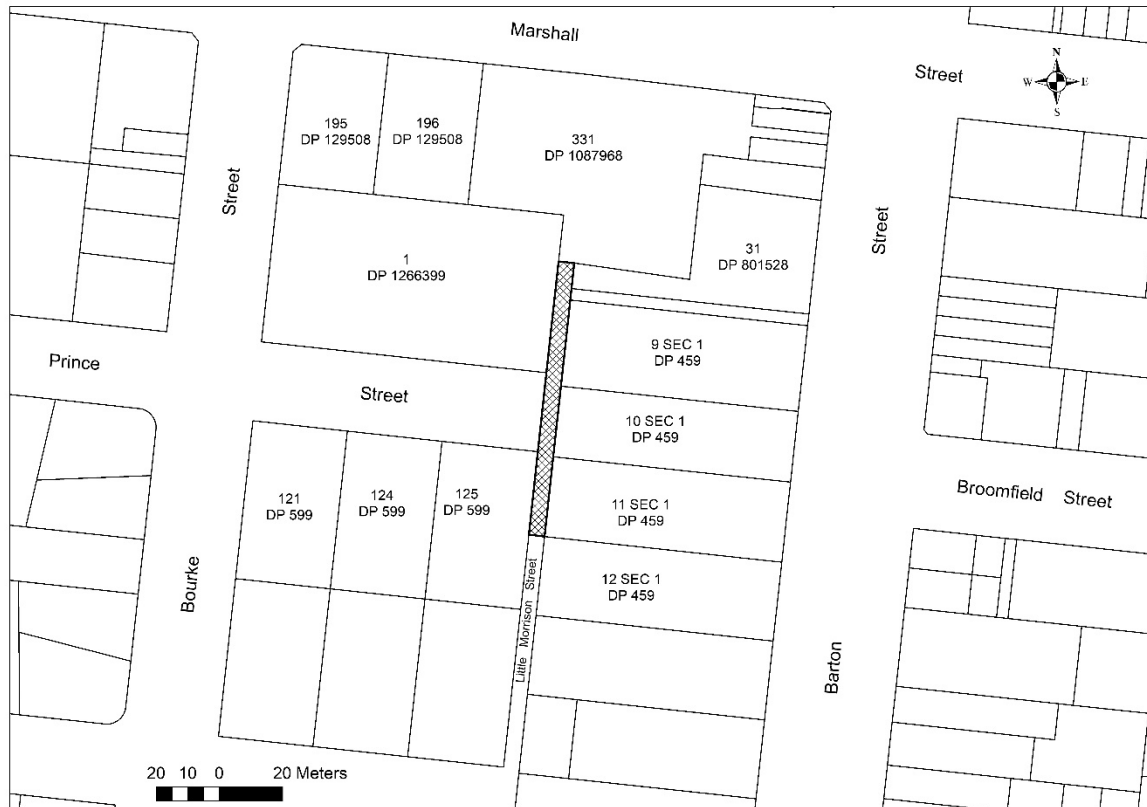 Marshall
Street
N
W E
S
195
DP 129508
196
DP 129508
331
DP 1087968
Street
Street
1
DP 1266399
31
DP 801528
Prince
Street
9 SEC 1
DP 459
10 SEC 1
DP 459
121
DP 599
124
DP 599
125
DP 599
11 SEC 1
DP 459
Broomfield Street
Bourke
12 SEC 1
DP 459
Little Morrison Street
Barton
20 10 0 20 Meters